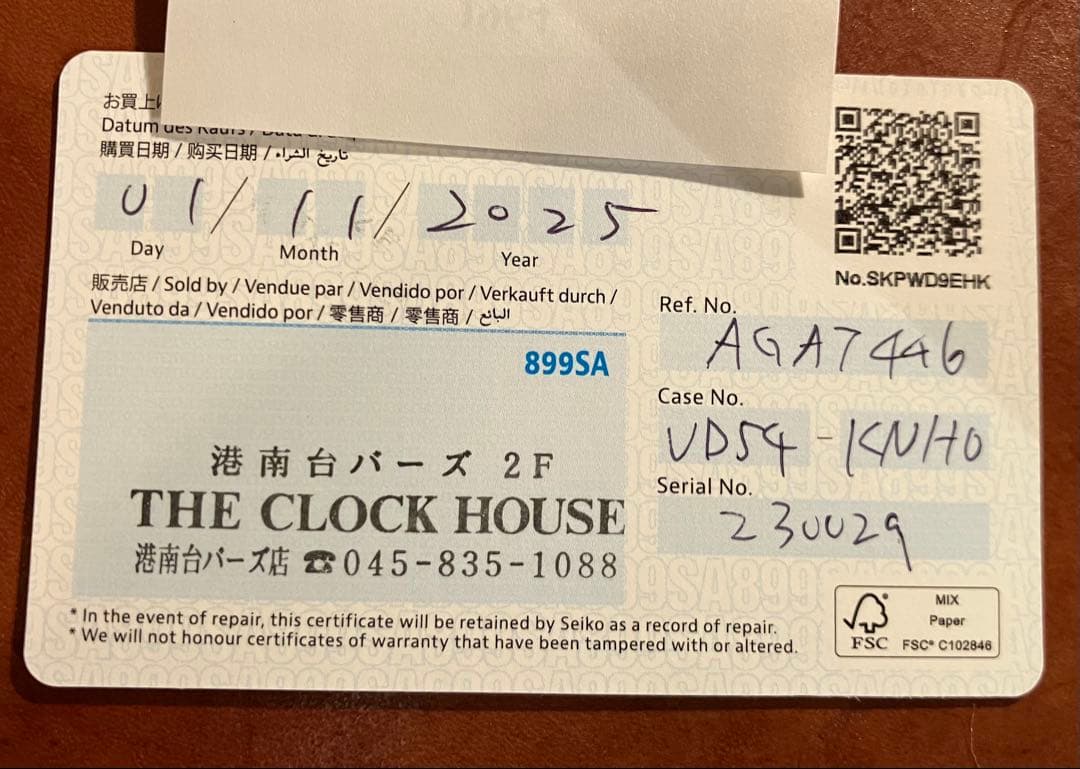 お買上
Datum des Kaufs /
購買日期 / 购买日期 / تاريخ الشراء
01 / 11 / 2025
Day Month Year
販売店 / Sold by / Vendue par / Vendido por / Verkauft durch /
Venduto da / Vendido por / 零售商 / 零售商 / البائع
899SA
港南台バーズ 2F
THE CLOCK HOUSE
港南台バーズ店 ☎045-835-1088
* In the event of repair, this certificate will be retained by Seiko as a record of repair.
* We will not honour certificates of warranty that have been tampered with or altered.
No.SKPWD9EHK
Ref. No.
AGA7446
Case No.
VD54-KNH0
Serial No.
230029
MIX
Paper
FSC
FSC® C102846